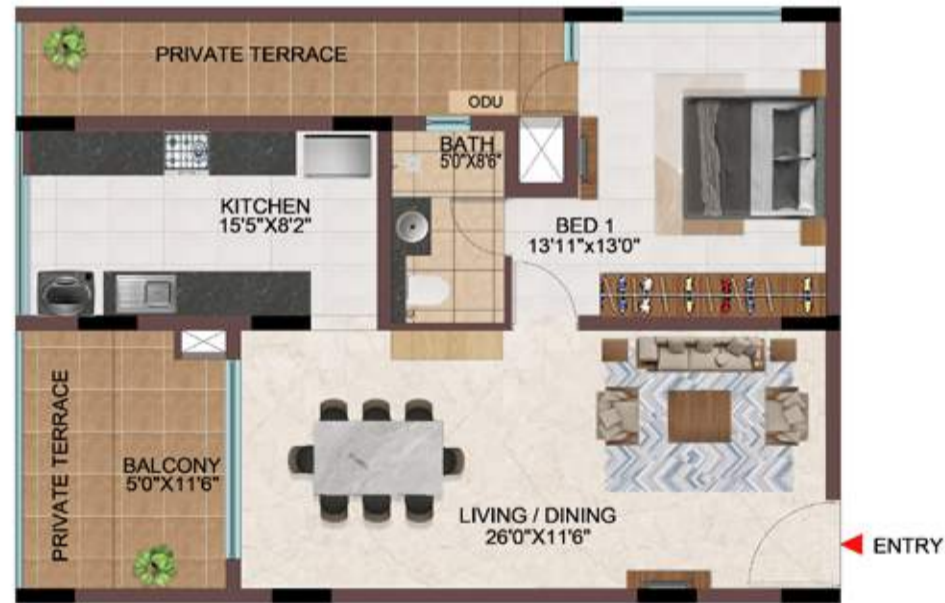 PRIVATE TERRACE
ODU
BATH
5'0"X8'6"
KITCHEN
15'5"X8'2"
BED 1
13'11"x13'0"
PRIVATE TERRACE
BALCONY
5'0"X11'6"
LIVING / DINING
26'0"X11'6"
ENTRY